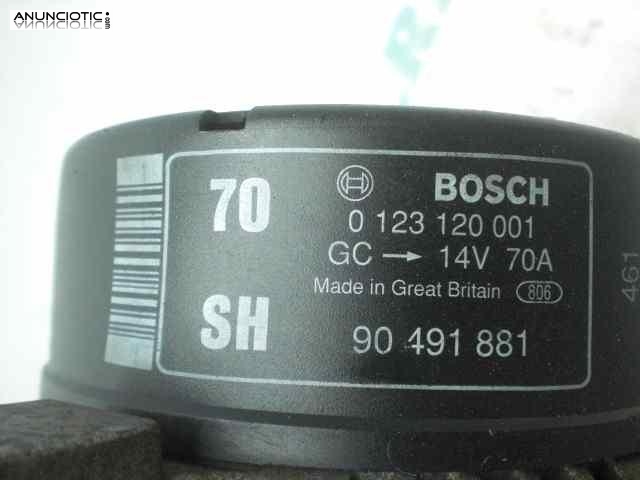 ANUNCIOTIC.com
70 BOSCH
0 123 120 001
GC → 14V 70A
Made in Great Britain 806
SH 90 491 881
461